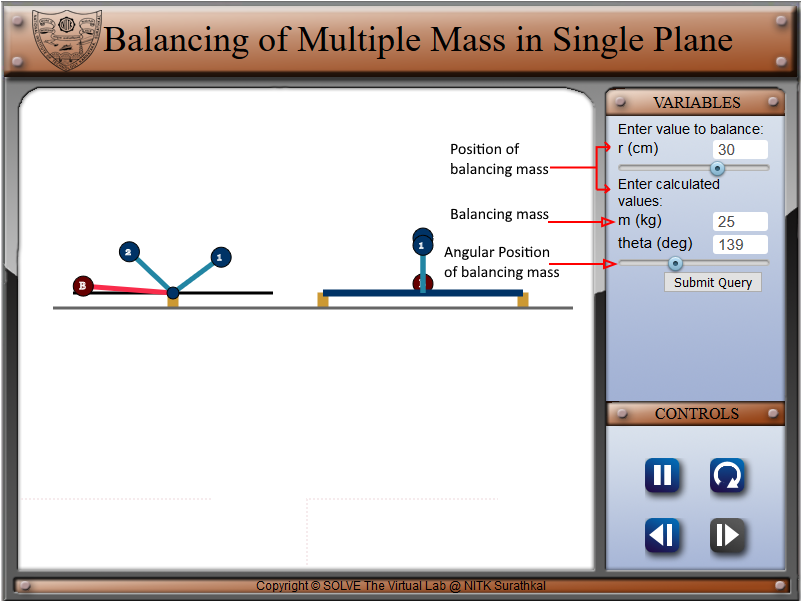 Balancing of Multiple Mass in Single Plane
VARIABLES
Enter value to balance:
r (cm)
30
Position of
balancing mass
Enter calculated
values:
Balancing mass
m (kg)
25
Angular Position
of balancing mass
theta (deg)
139
Submit Query
2
1
B
1
CONTROLS
Copyright © SOLVE The Virtual Lab @ NITK Surathkal